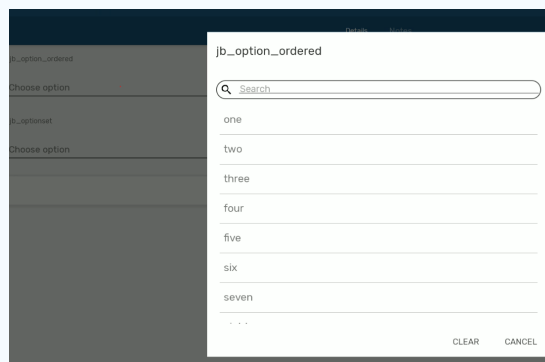 Details Notes
jb_option_ordered
Choose option
jb_optionset
Choose option
jb_option_ordered
Search
one
two
three
four
five
six
seven
CLEAR CANCEL